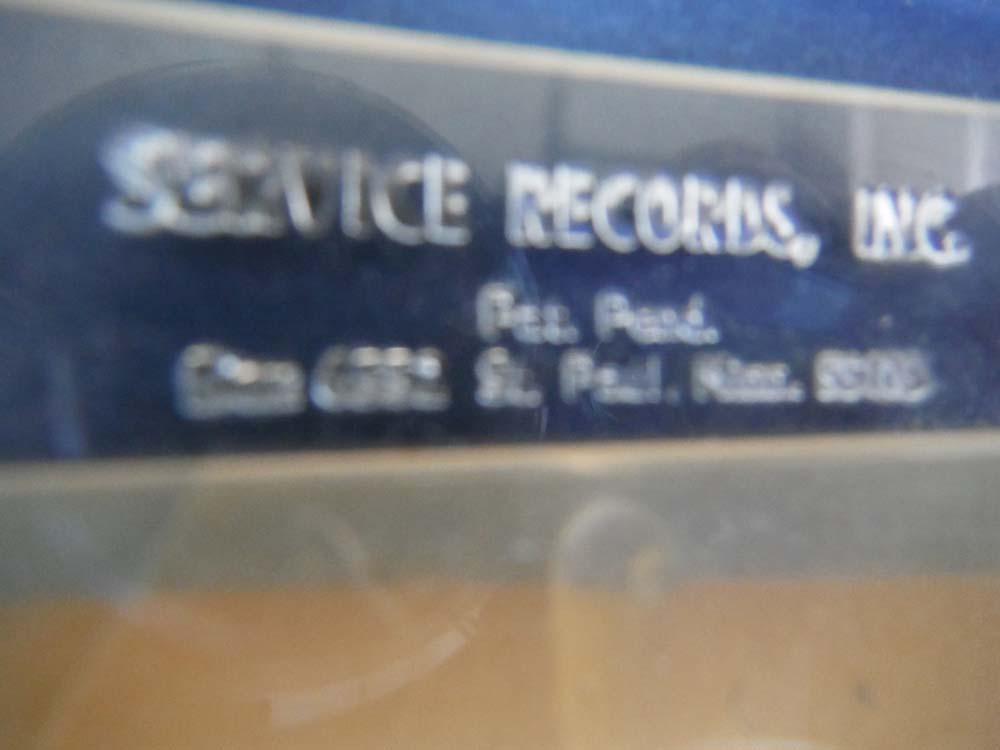 SERVICE RECORDS, INC.
Pat. Pend.
St. Paul, Minn.